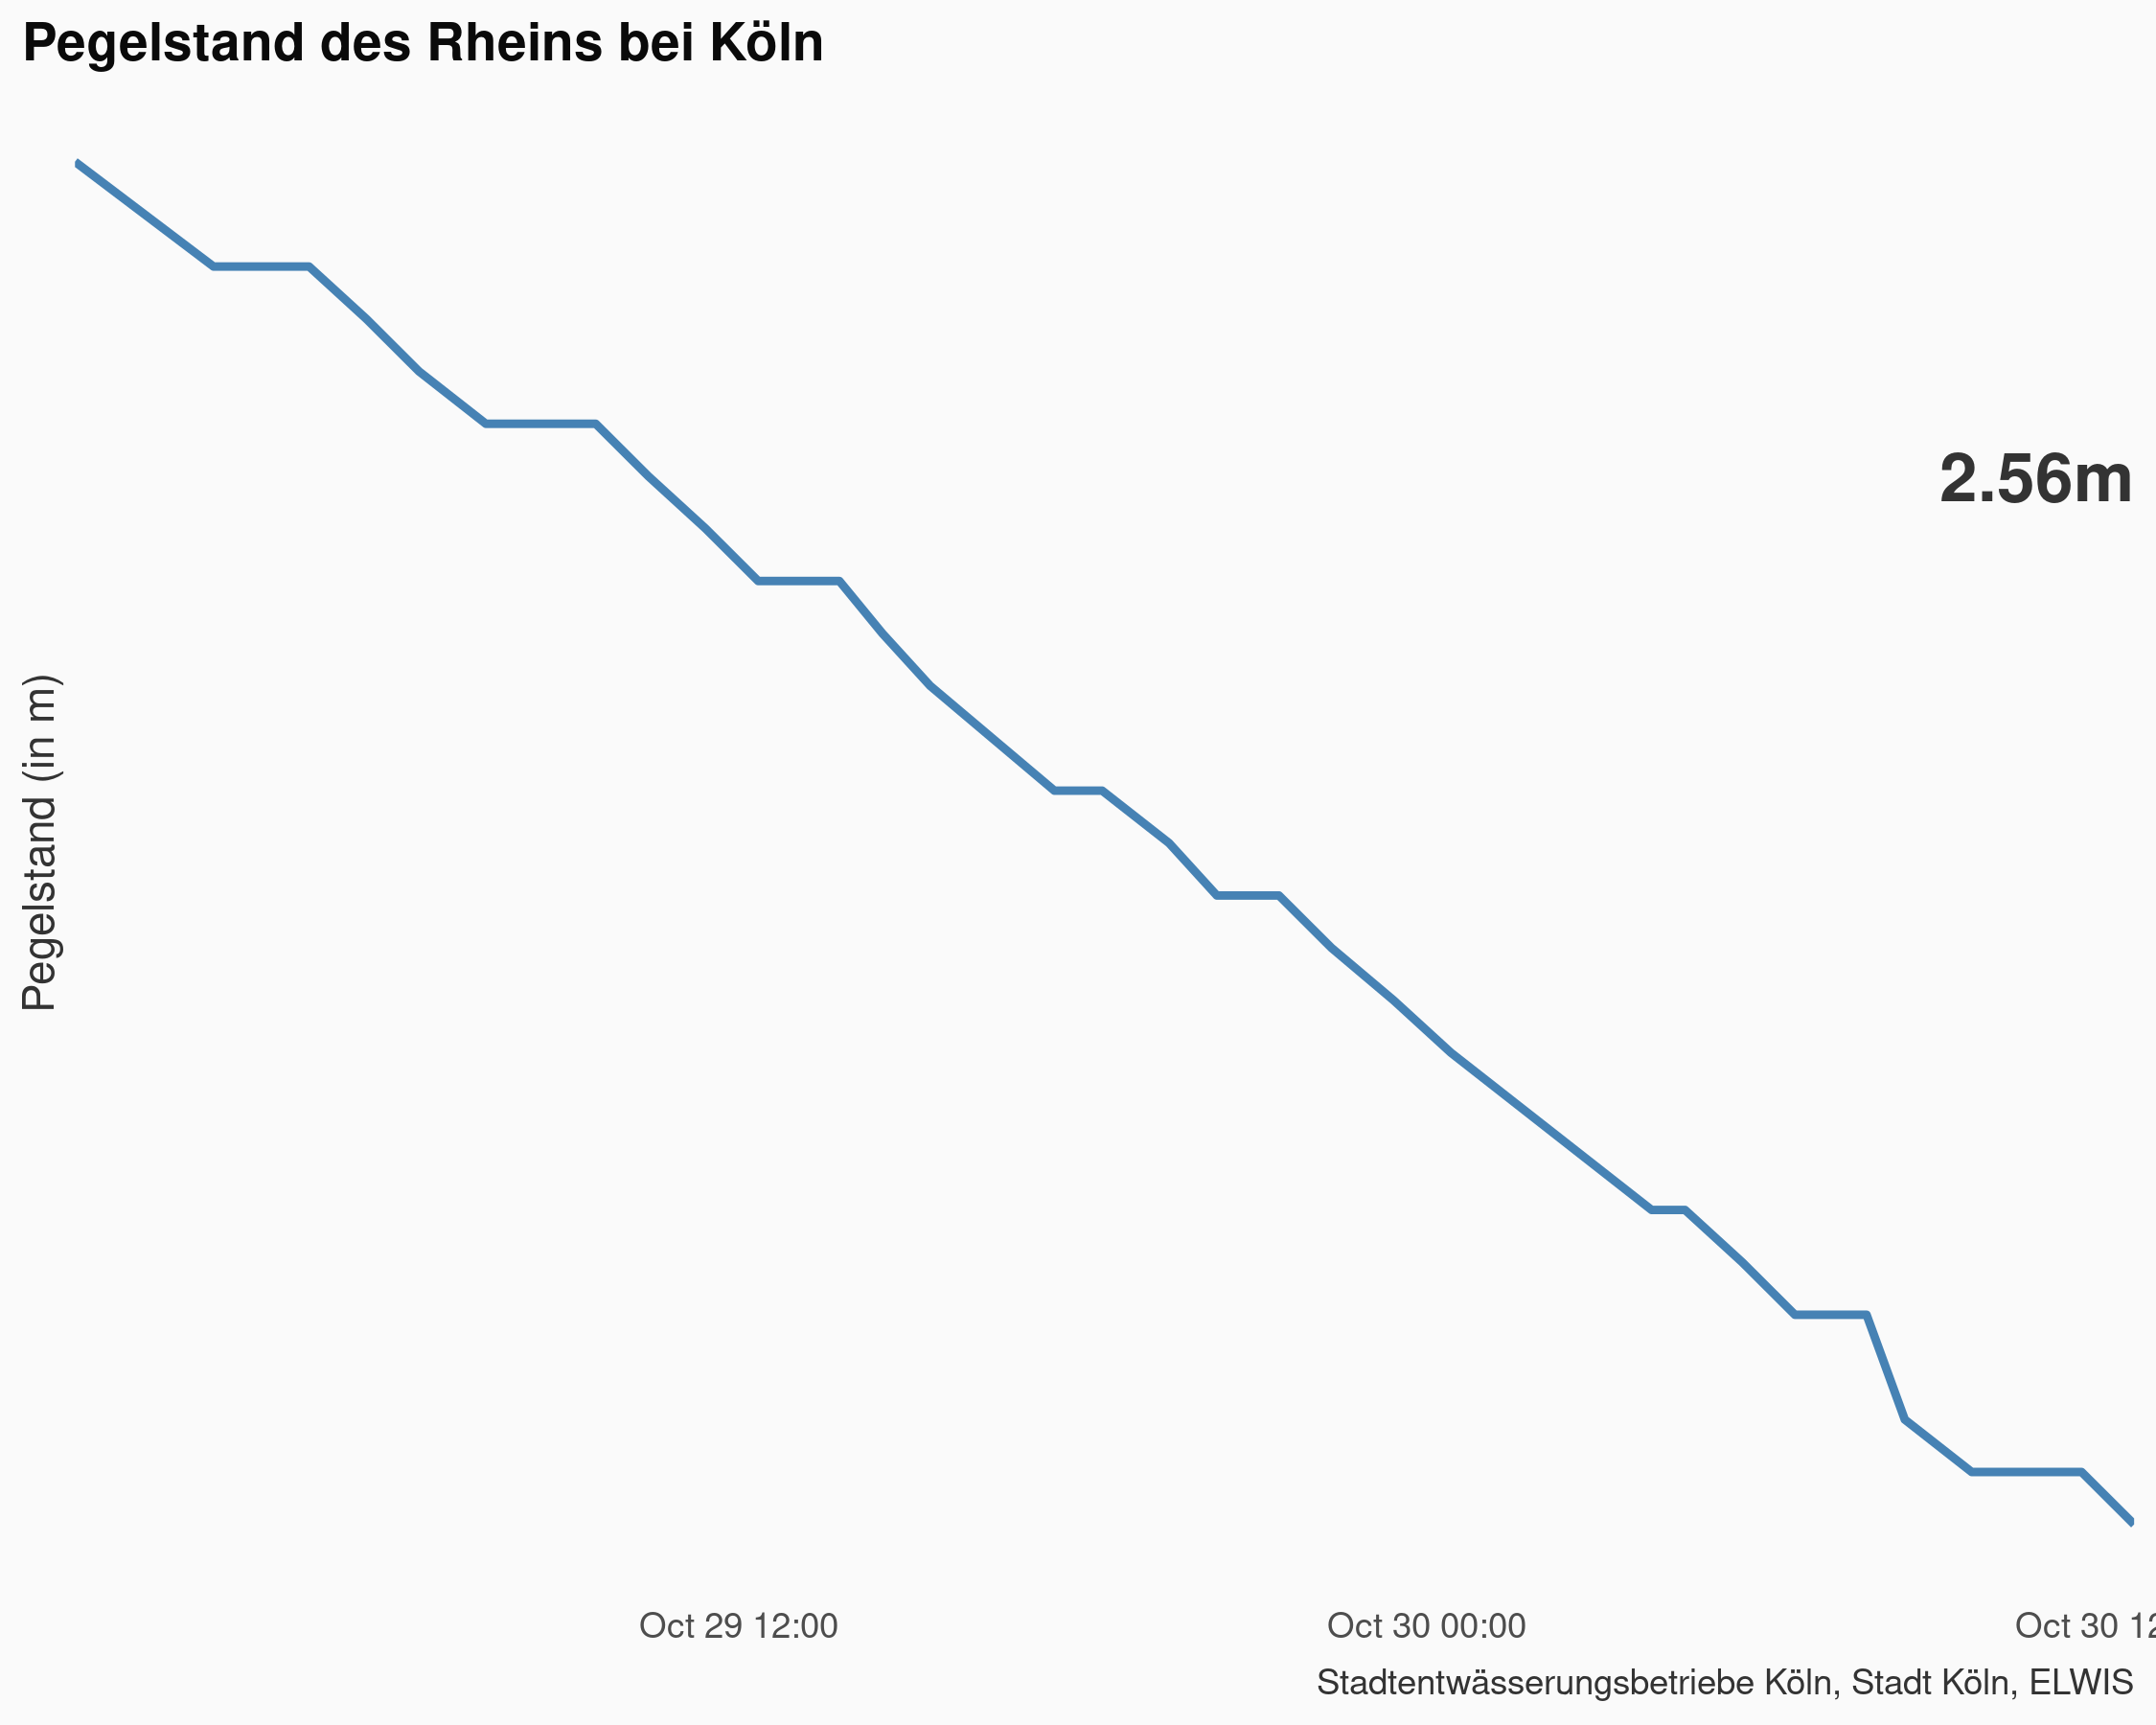 Pegelstand des Rheins bei Köln
2.56m
Pegelstand (in m)
Oct 29 12:00 Oct 30 00:00 Oct 30 12
Stadtentwässerungsbetriebe Köln, Stadt Köln, ELWIS